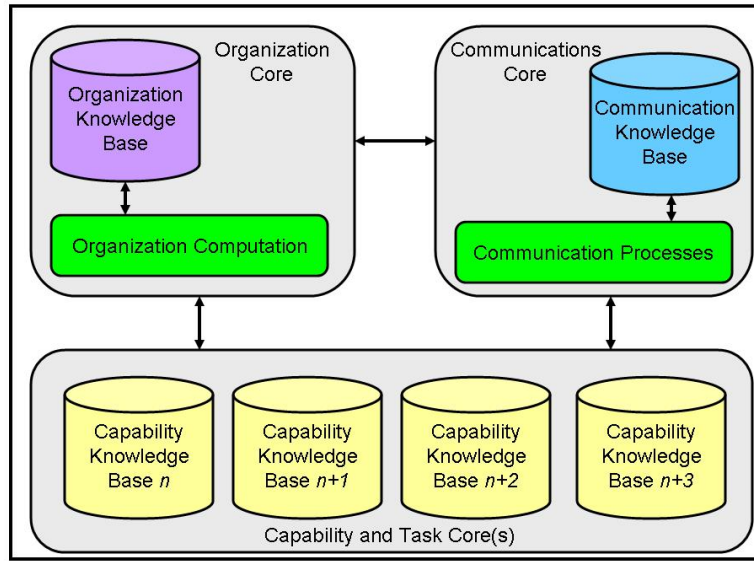 Organization
Core
Organization
Knowledge
Base
Organization Computation
Communications
Core
Communication
Knowledge
Base
Communication Processes
Capability
Knowledge
Base n
Capability
Knowledge
Base n+1
Capability
Knowledge
Base n+2
Capability
Knowledge
Base n+3
Capability and Task Core(s)